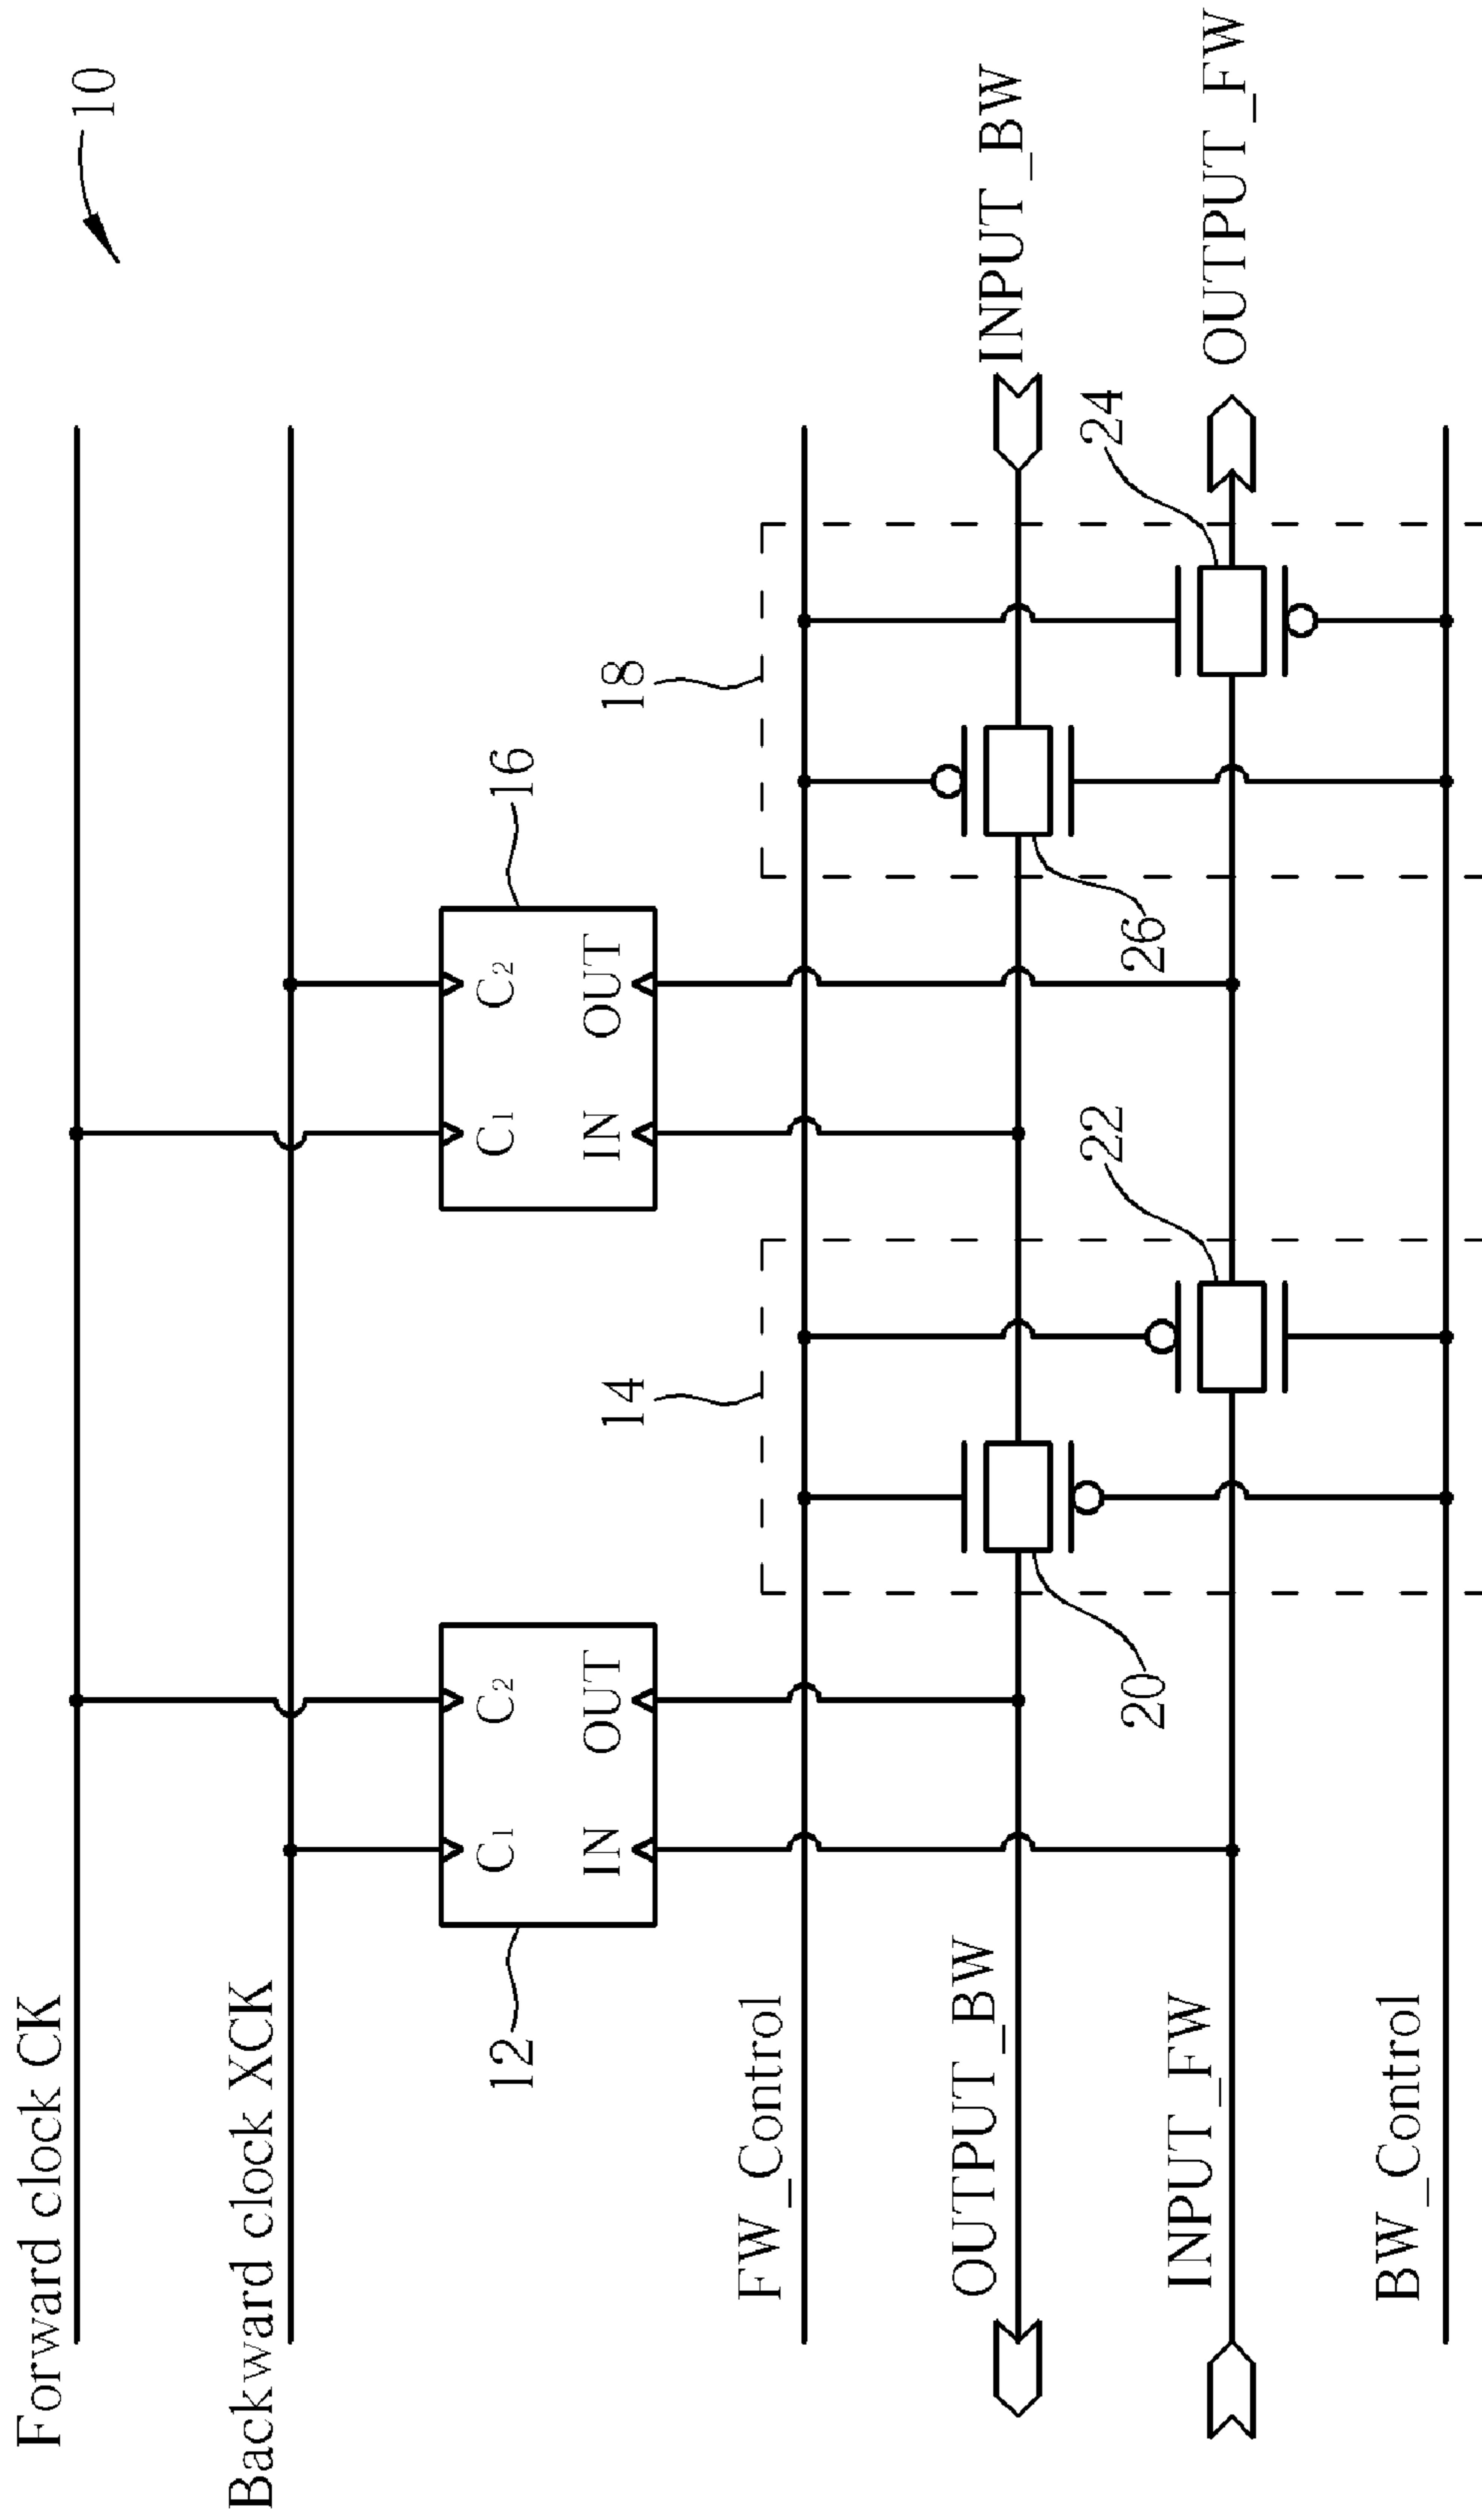 10
Forward clock CK
Backward clock XCK
12
C1
C2
IN
OUT
16
C1
C2
IN
OUT
14
18
FW_Control
OUTPUT_BW
INPUT_BW
20
22
26
24
INPUT_FW
OUTPUT_FW
BW_Control